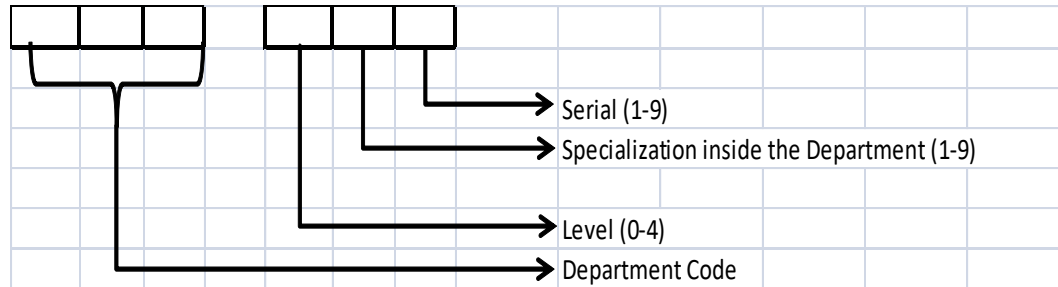 Serial (1-9)
Specialization inside the Department (1-9)
Level (0-4)
Department Code